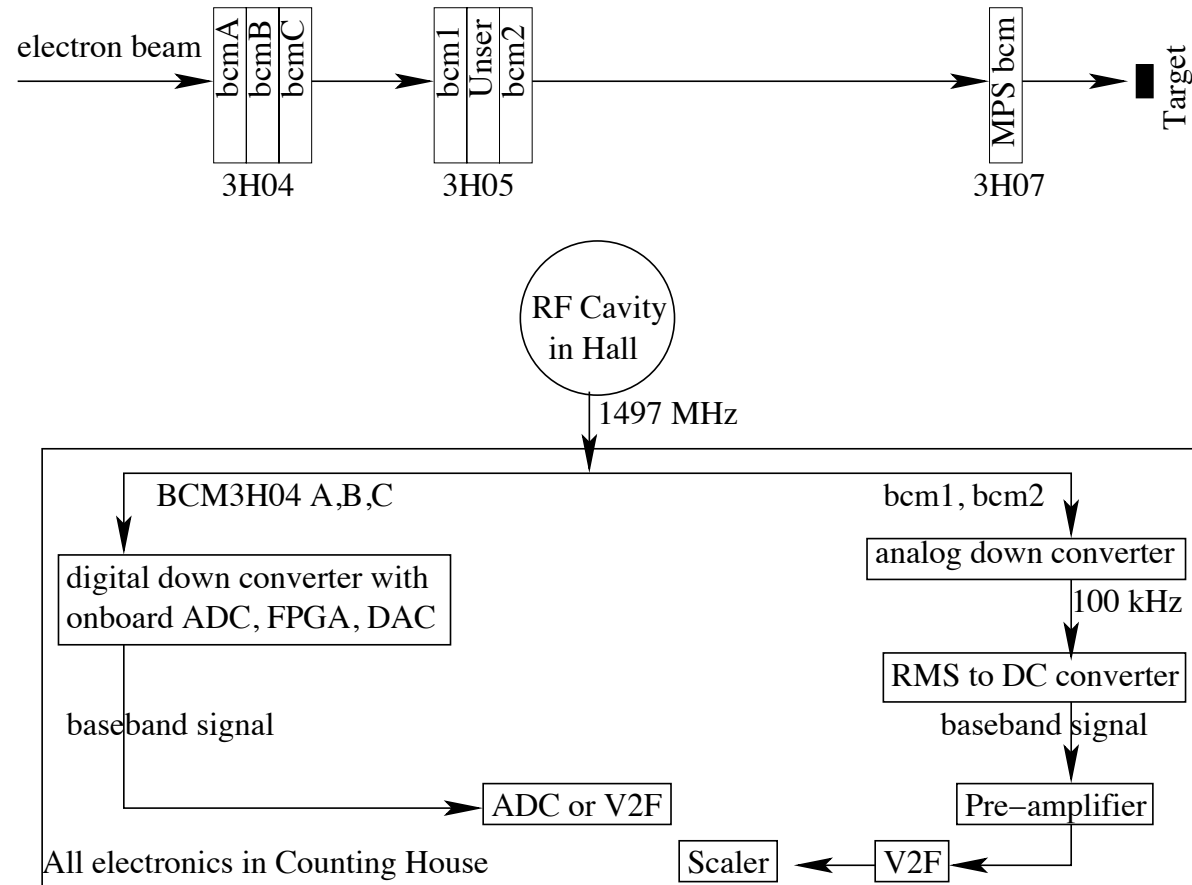 electron beam
bcmA
bcmB
bcmC
bcm1
Unser
bcm2
MPS bcm
Target
3H04
3H05
3H07
RF Cavity
in Hall
1497 MHz
BCM3H04 A,B,C
bcm1, bcm2
digital down converter with
onboard ADC, FPGA, DAC
analog down converter
100 kHz
RMS to DC converter
baseband signal
baseband signal
ADC or V2F
Pre−amplifier
All electronics in Counting House
Scaler
V2F